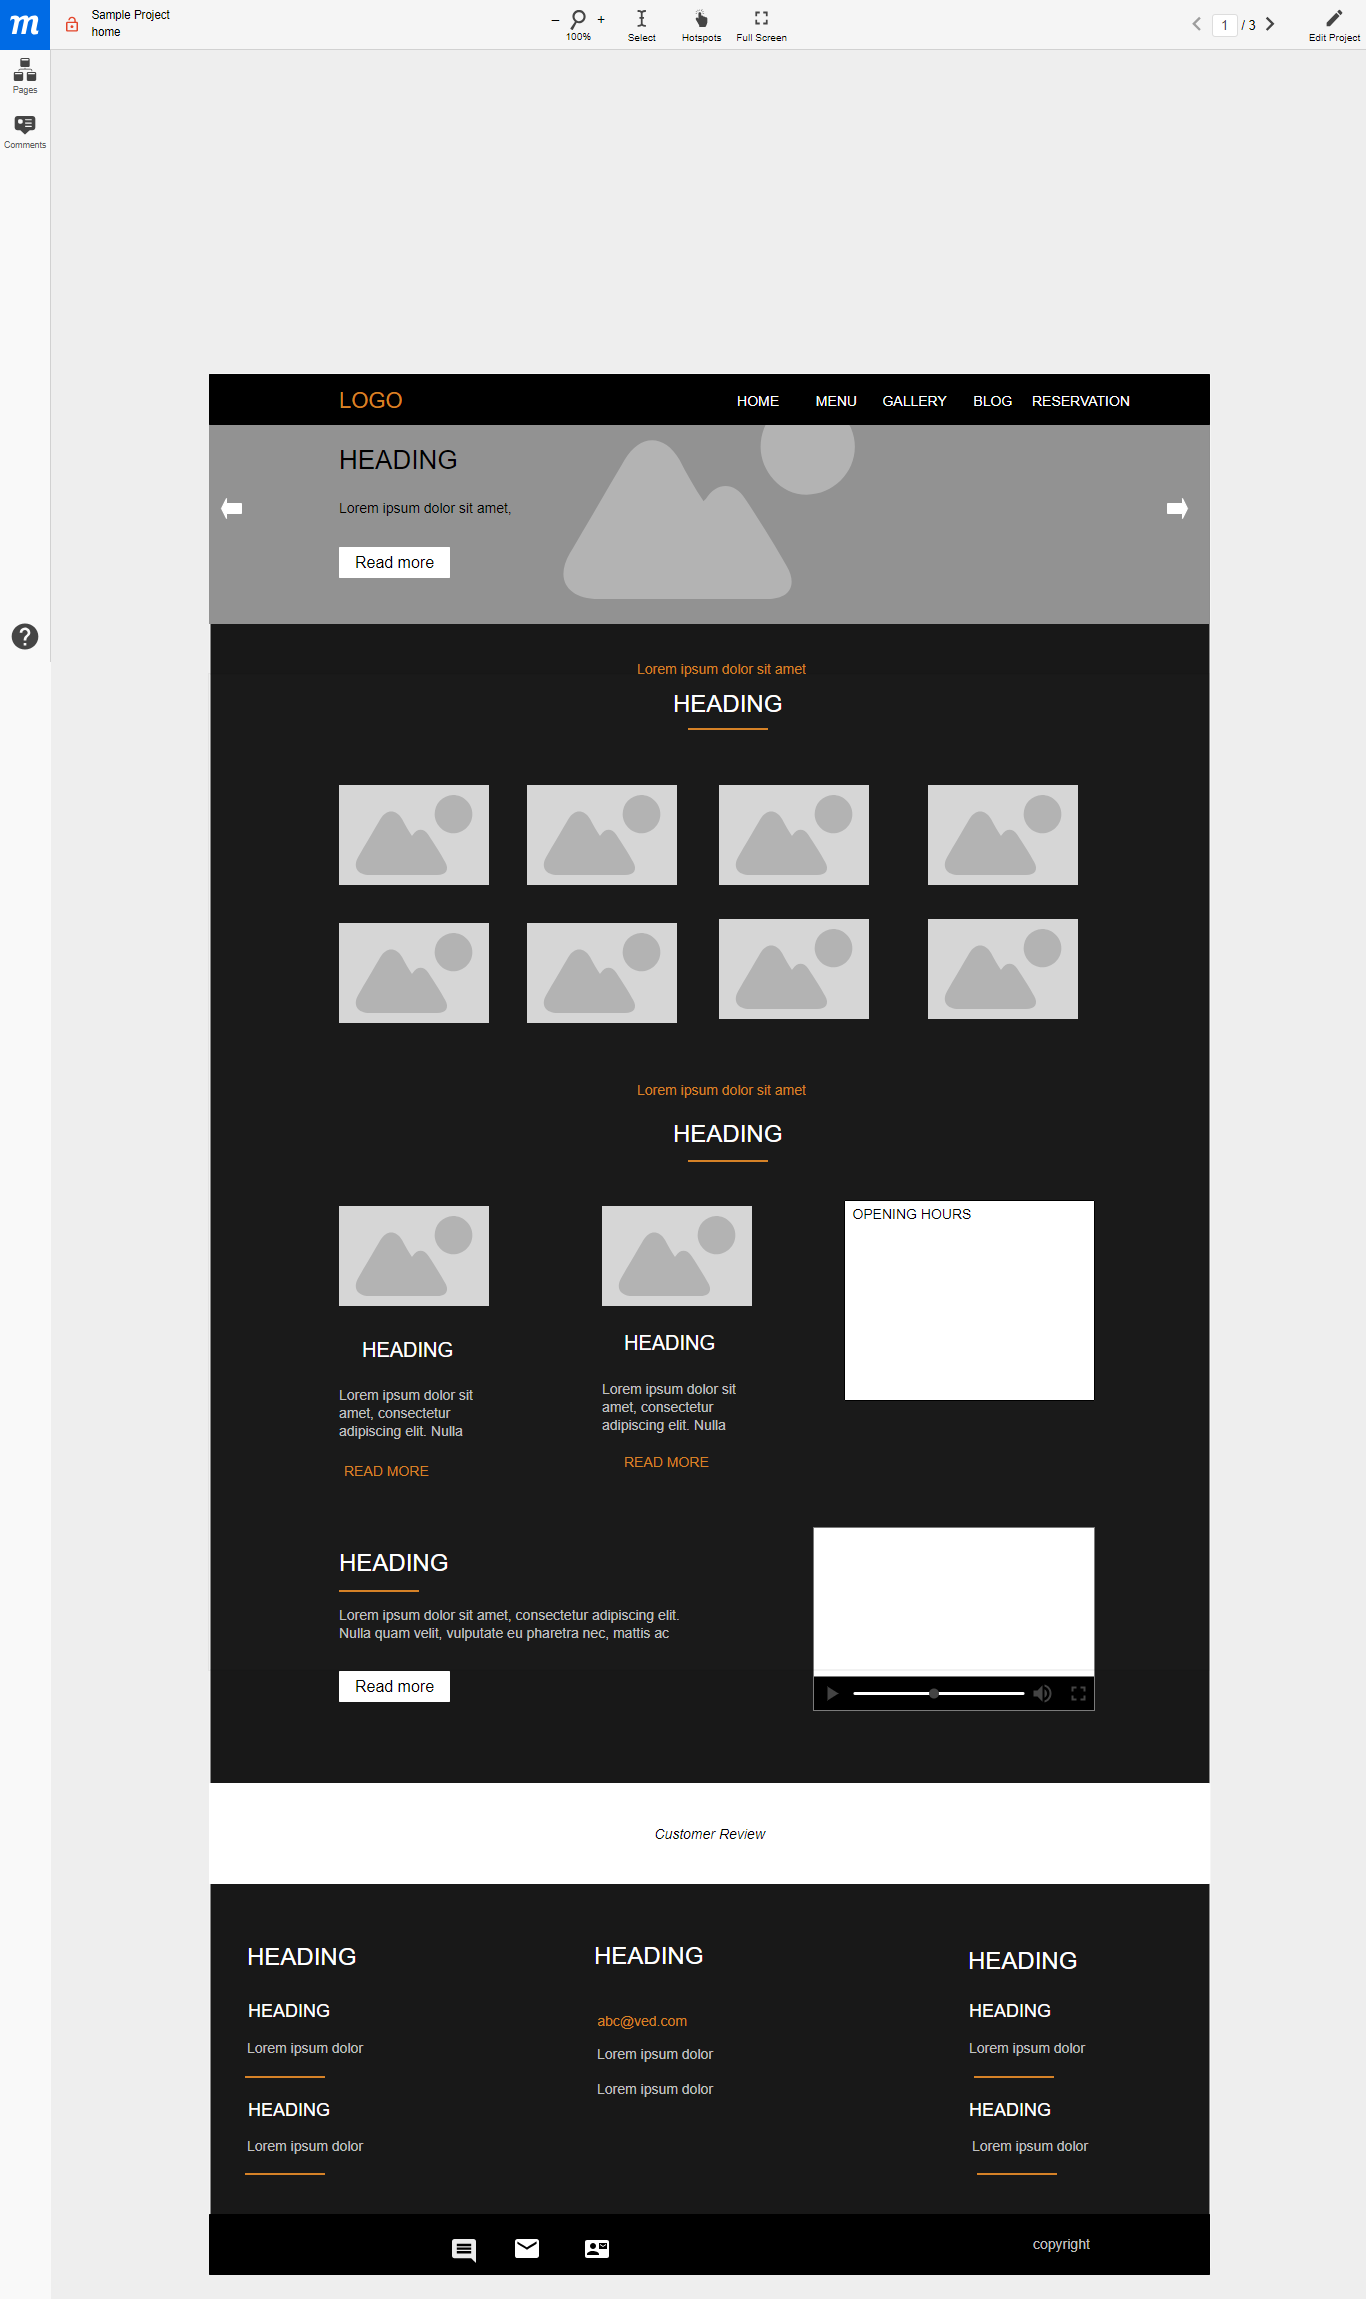 m
Sample Project
home
– 100% +
Select
Hotspots
Full Screen
1 / 3
Edit Project
Pages
Comments
?
LOGO
HOME MENU GALLERY BLOG RESERVATION
HEADING
Lorem ipsum dolor sit amet,
Read more
Lorem ipsum dolor sit amet
HEADING
Lorem ipsum dolor sit amet
HEADING
HEADING
Lorem ipsum dolor sit
amet, consectetur
adipiscing elit. Nulla
READ MORE
HEADING
Lorem ipsum dolor sit
amet, consectetur
adipiscing elit. Nulla
READ MORE
OPENING HOURS
HEADING
Lorem ipsum dolor sit amet, consectetur adipiscing elit.
Nulla quam velit, vulputate eu pharetra nec, mattis ac
Read more
Customer Review
HEADING
HEADING
Lorem ipsum dolor
HEADING
Lorem ipsum dolor
HEADING
abc@ved.com
Lorem ipsum dolor
Lorem ipsum dolor
HEADING
HEADING
Lorem ipsum dolor
HEADING
Lorem ipsum dolor
copyright